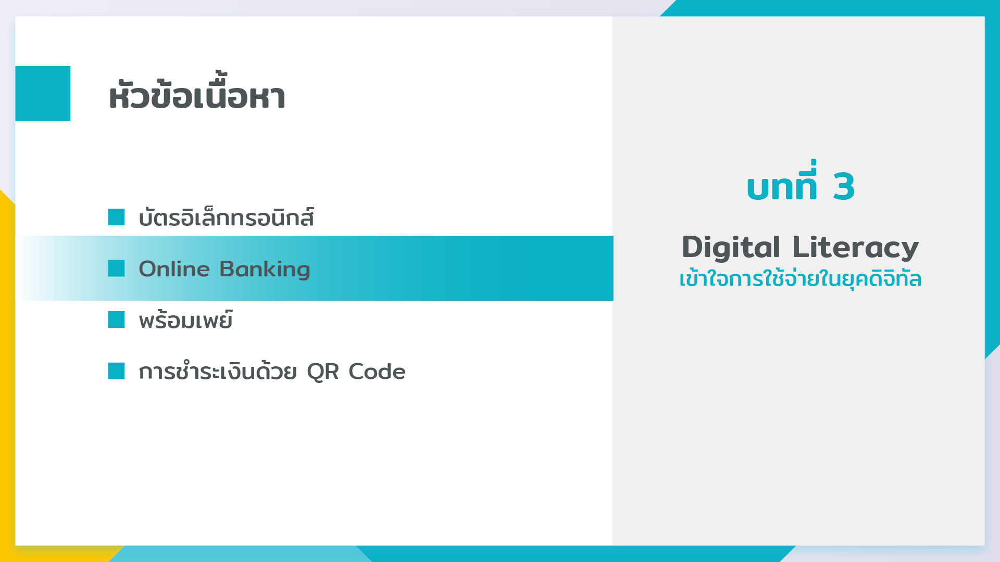 หัวข้อเนื้อหา
บัตรอิเล็กทรอนิกส์
Online Banking
พร้อมเพย์
การชำระเงินด้วย QR Code
บทที่ 3
Digital Literacy
เข้าใจการใช้จ่ายในยุคดิจิทัล